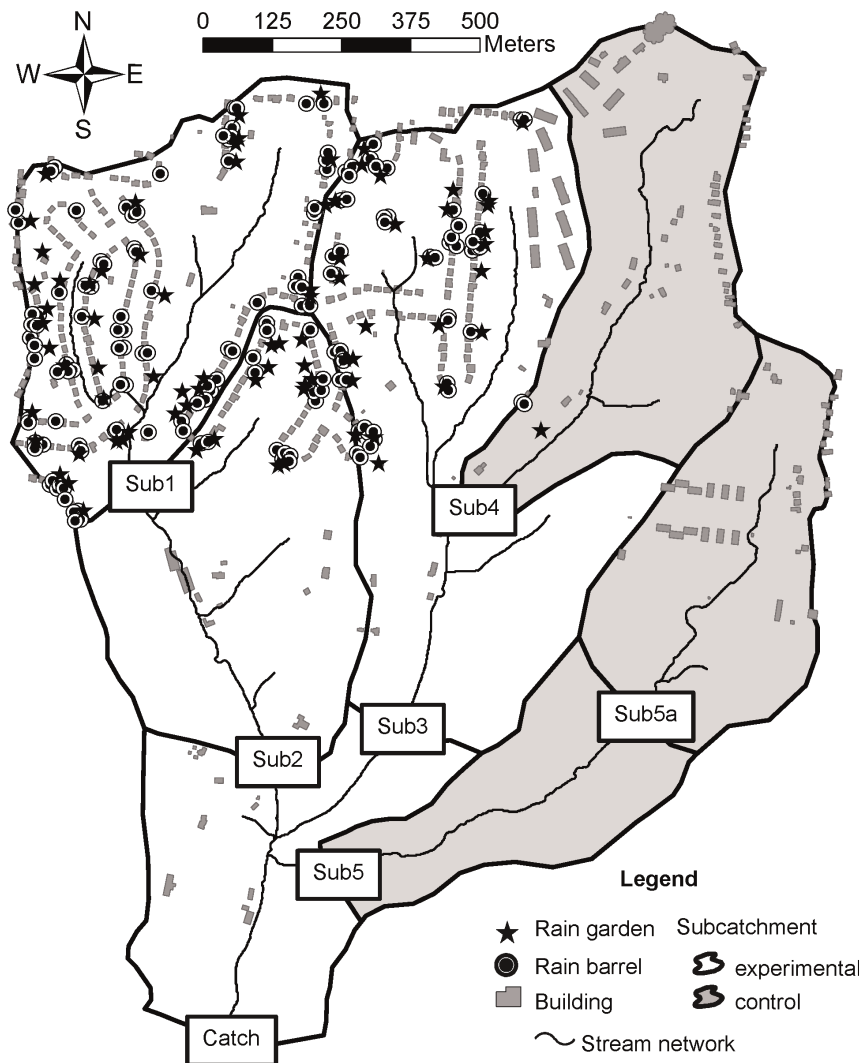 N
W E
S
0 125 250 375 500
Meters
Sub1
Sub4
Sub5a
Sub3
Sub2
Sub5
Catch
Legend
Rain garden Subcatchment
Rain barrel experimental
Building control
Stream network